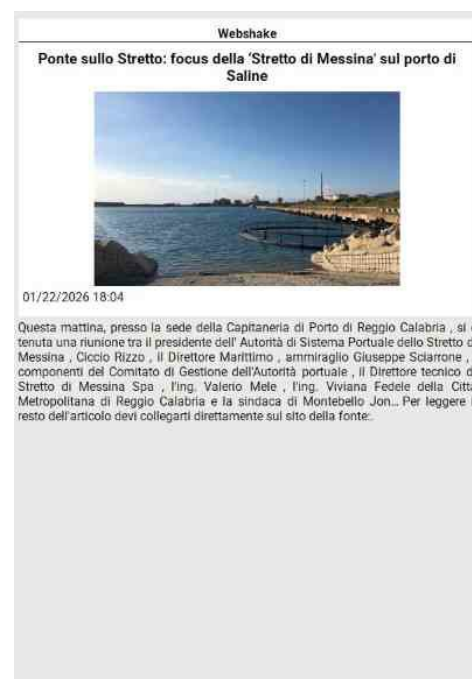 Webshake
Ponte sullo Stretto: focus della ‘Stretto di Messina’ sul porto di
Saline
01/22/2026 18:04
Questa mattina, presso la sede della Capitaneria di Porto di Reggio Calabria , si
tenuta una riunione tra il presidente dell' Autorità di Sistema Portuale dello Stretto d
Messina , Ciccio Rizzo , il Direttore Marittimo , ammiraglio Giuseppe Sciarrone ,
componenti del Comitato di Gestione dell'Autorità portuale , il Direttore tecnico d
Stretto di Messina Spa , l'ing. Valerio Mele , l'ing. Viviana Fedele della Citt
Metropolitana di Reggio Calabria e la sindaca di Montebello Jon... Per leggere
resto dell'articolo devi collegarti direttamente sul sito della fonte:.